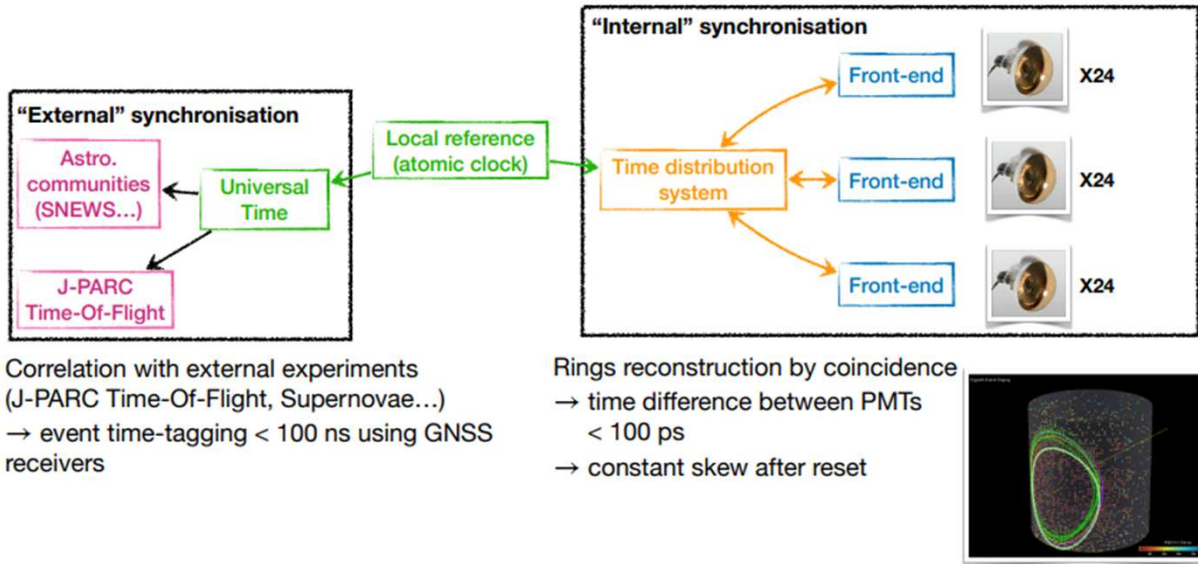 “External” synchronisation
Astro.
communities
(SNEWS...)
Universal
Time
J-PARC
Time-Of-Flight
Local reference
(atomic clock)
“Internal” synchronisation
Time distribution
system
Front-end
X24
Front-end
X24
Front-end
X24
Correlation with external experiments
(J-PARC Time-Of-Flight, Supernovae...)
→ event time-tagging < 100 ns using GNSS
receivers
Rings reconstruction by coincidence
→ time difference between PMTs
< 100 ps
→ constant skew after reset